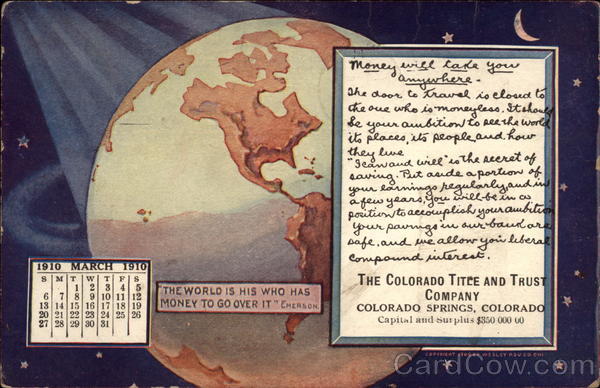 Money will take you
anywhere.
The door to travel is closed to
the one who is moneyless. It should
be your ambition to see the world
its places, its people, and how
they live
"I can and will" is the secret of
saving. Put aside a portion of
your earnings regularly, and in
a few years, you will be in a
position to accomplish your ambition
Your savings in our bank are
safe, and we allow you liberal
compound interest.
THE COLORADO TITLE AND TRUST
COMPANY
COLORADO SPRINGS, COLORADO
Capital and Surplus $350 000 00
"THE WORLD IS HIS WHO HAS
MONEY TO GO OVER IT" EMERSON.
1910 MARCH 1910
S M T W T F S
1 2 3 4 5
6 7 8 9 10 11 12
13 14 15 16 17 18 19
20 21 22 23 24 25 26
27 28 29 30 31
COPYRIGHT WESLEY ADV CO CHI
CardCow.com